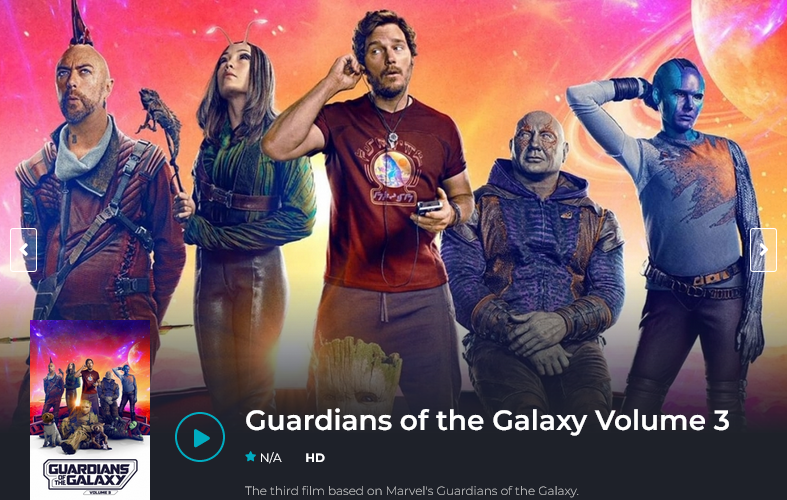 Guardians of the Galaxy Volume 3
N/A HD
The third film based on Marvel's Guardians of the Galaxy.
GUARDIANS
OF THE GALAXY
VOLUME 3